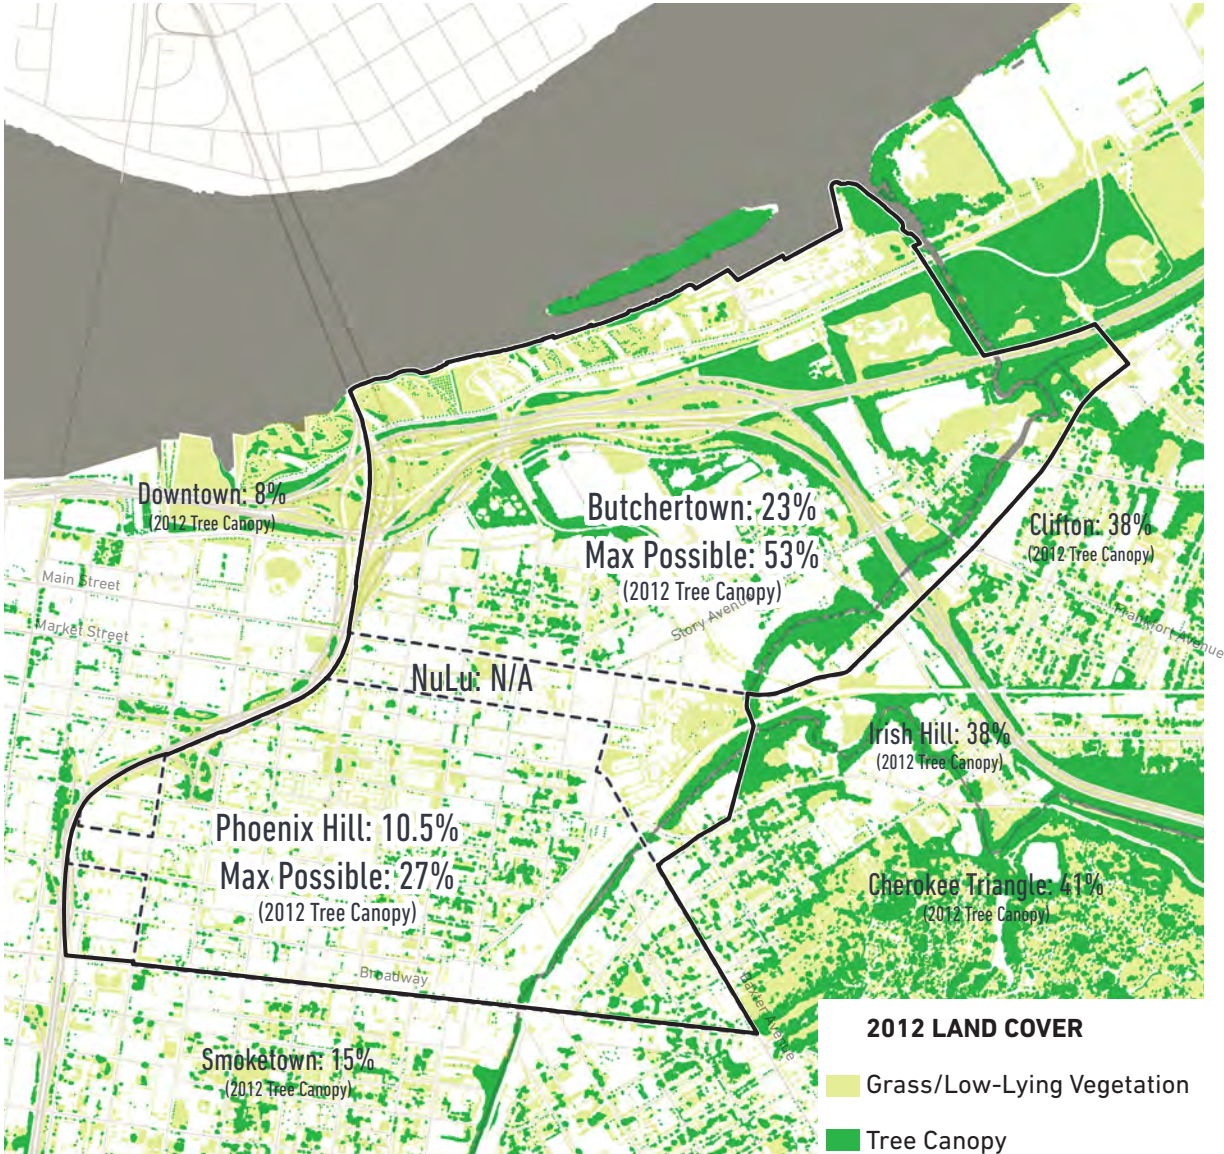 Downtown: 8%
(2012 Tree Canopy)
Butchertown: 23%
Max Possible: 53%
(2012 Tree Canopy)
Clifton: 38%
(2012 Tree Canopy)
Main Street
Market Street
Story Avenue
Frankfort Avenue
NuLu: N/A
Irish Hill: 38%
(2012 Tree Canopy)
Phoenix Hill: 10.5%
Max Possible: 27%
(2012 Tree Canopy)
Cherokee Triangle: 41%
(2012 Tree Canopy)
Broadway
Baxter Avenue
Smoketown: 15%
(2012 Tree Canopy)
2012 LAND COVER
Grass/Low-Lying Vegetation
Tree Canopy